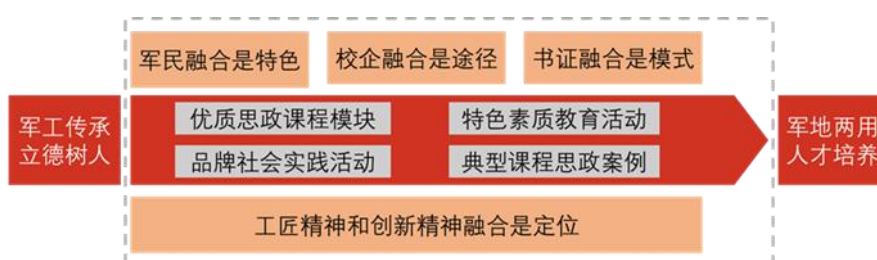 军民融合是特色
校企融合是途径
书证融合是模式
军工传承
立德树人
优质思政课程模块
特色素质教育活动
品牌社会实践活动
典型课程思政案例
军地两用
人才培养
工匠精神和创新精神融合是定位